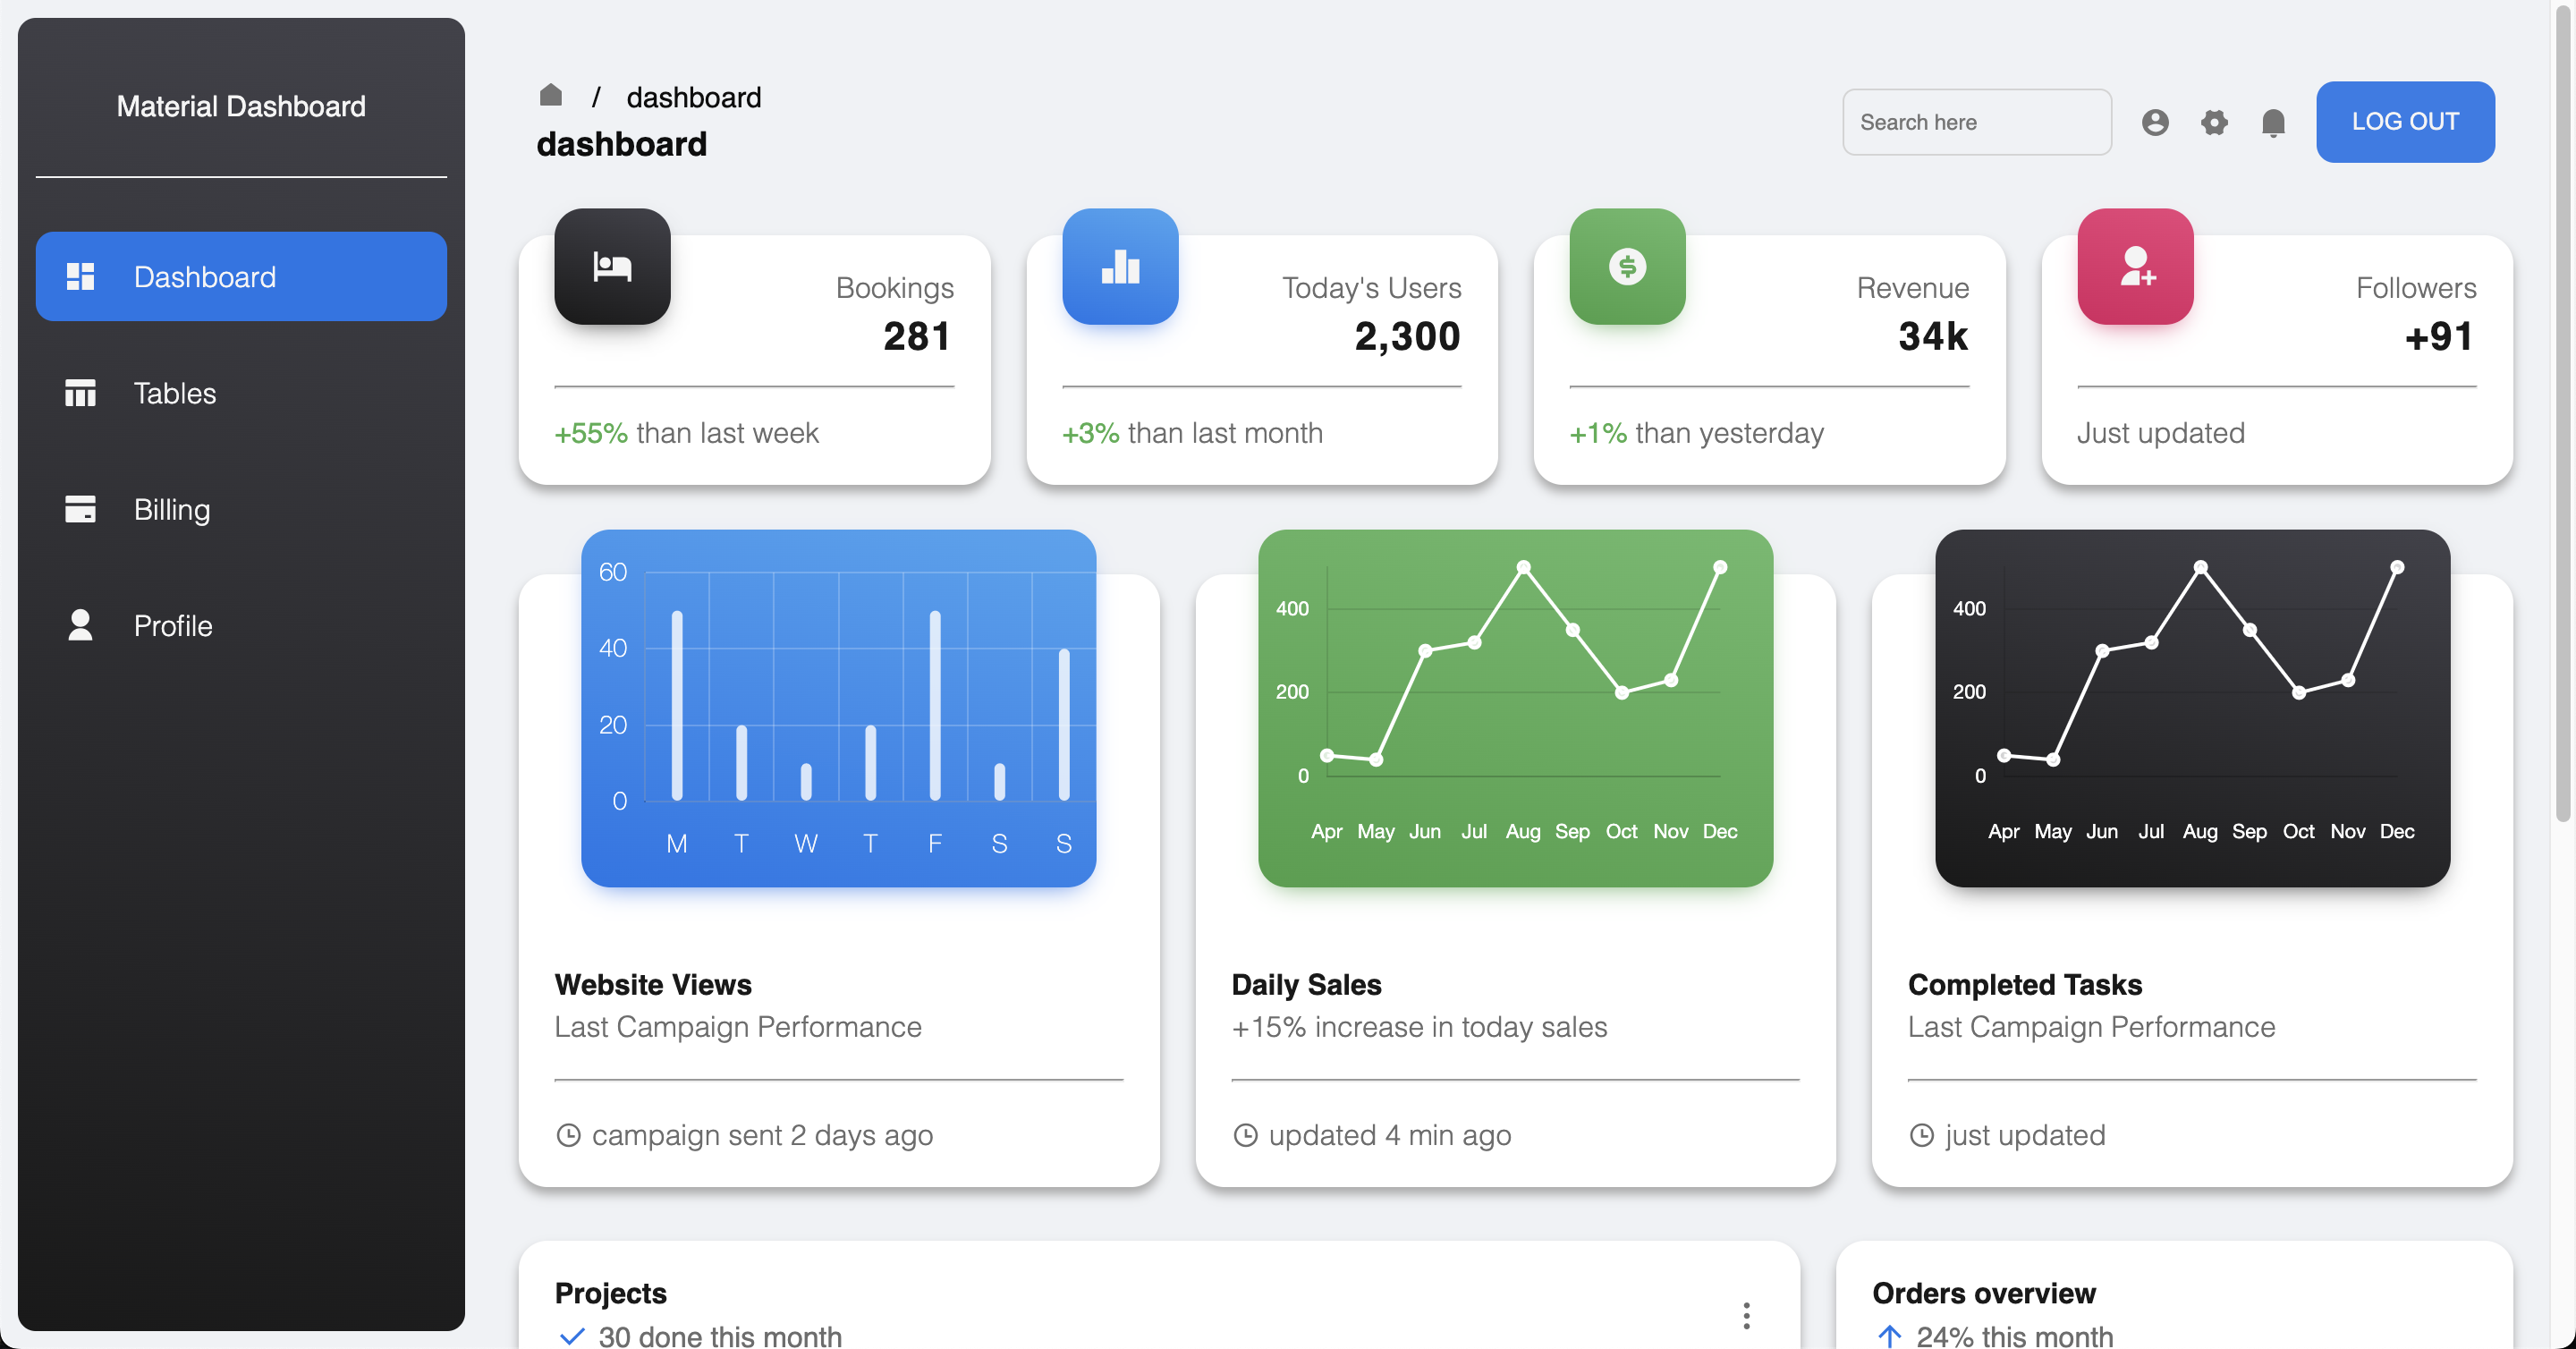 Material Dashboard
Dashboard
Tables
Billing
Profile
/ dashboard
dashboard
Search here
LOG OUT
Bookings
281
+55% than last week
Today's Users
2,300
+3% than last month
Revenue
34k
+1% than yesterday
Followers
+91
Just updated
60
40
20
0
M T W T F S S
Website Views
Last Campaign Performance
campaign sent 2 days ago
400
200
0
Apr May Jun Jul Aug Sep Oct Nov Dec
Daily Sales
+15% increase in today sales
updated 4 min ago
400
200
0
Apr May Jun Jul Aug Sep Oct Nov Dec
Completed Tasks
Last Campaign Performance
just updated
Projects
30 done this month
Orders overview
24% this month